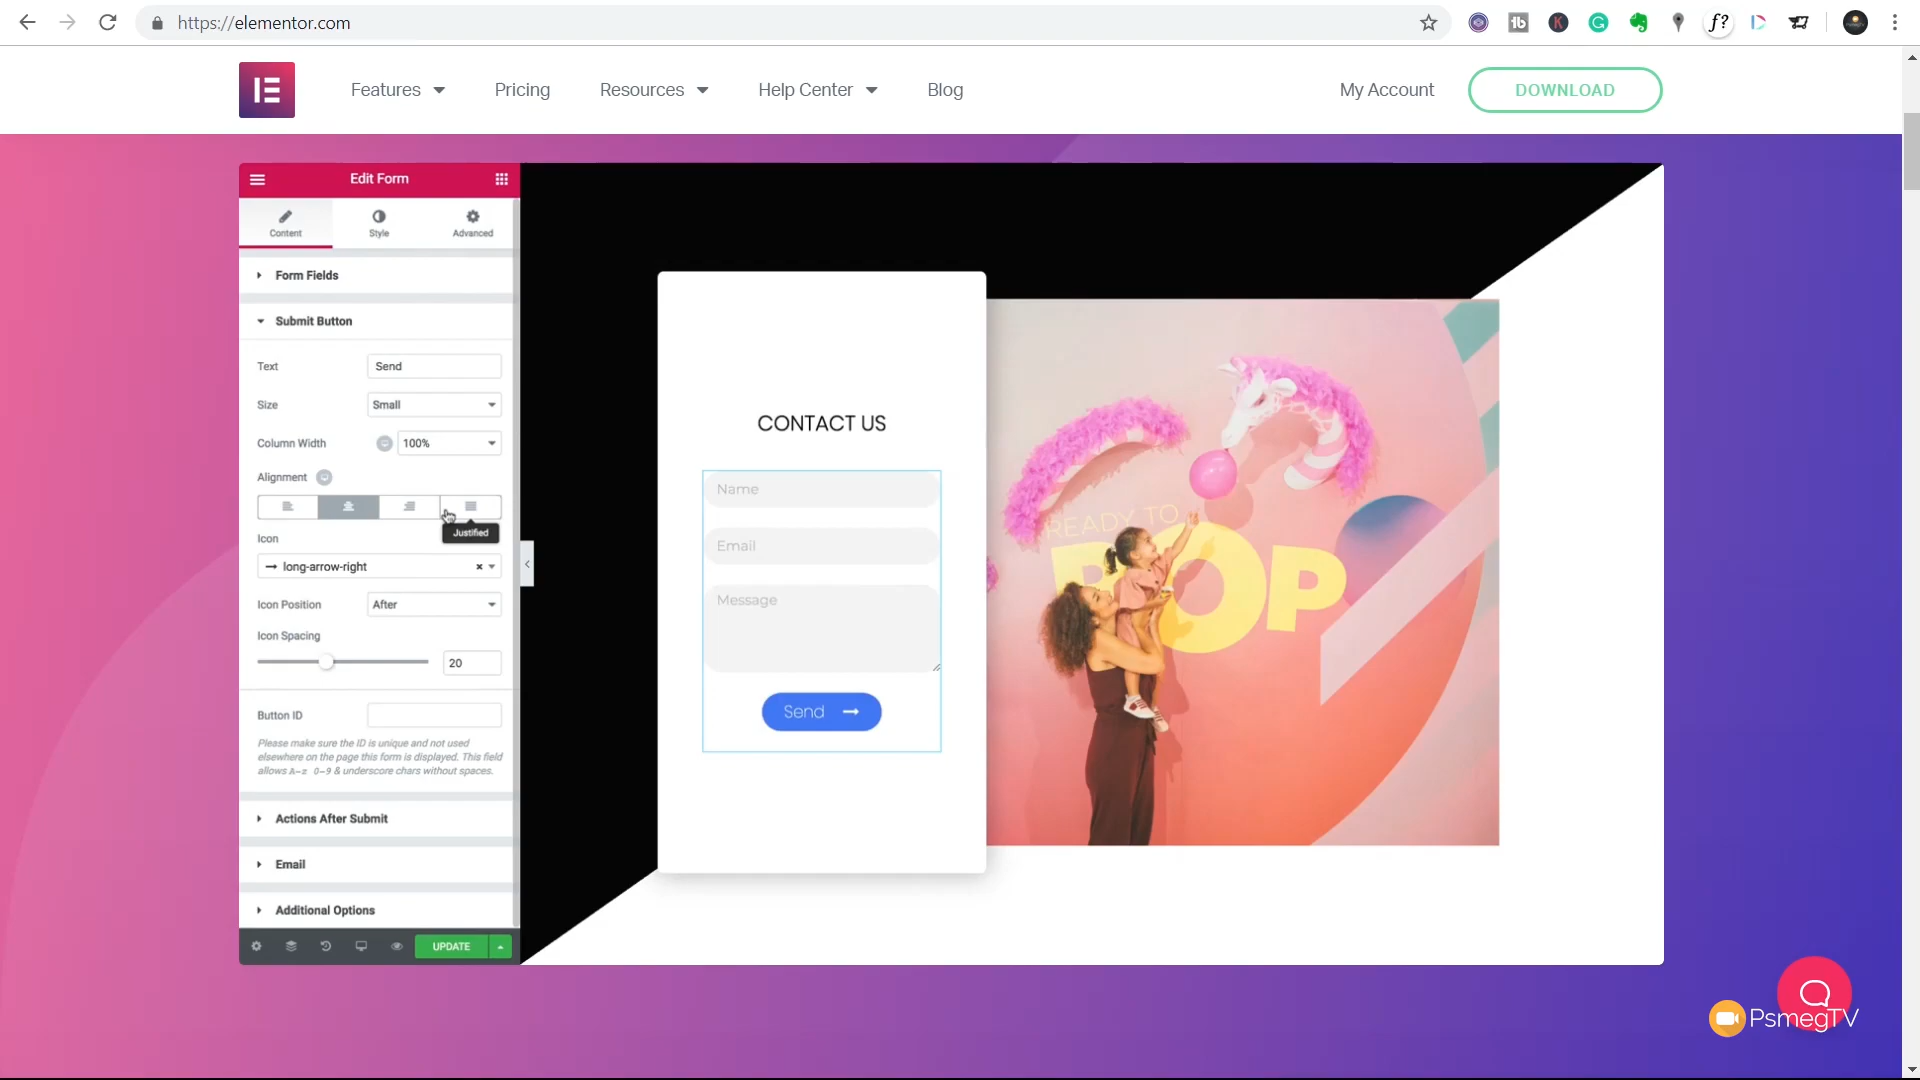 https://elementor.com
Features
Pricing
Resources
Help Center
Blog
My Account
DOWNLOAD
Edit Form
Content
Style
Advanced
Form Fields
Submit Button
Text
Send
Size
Small
Column Width
100%
Alignment
Justified
Icon
long-arrow-right
Icon Position
After
Icon Spacing
20
Button ID
Please make sure the ID is unique and not used
elsewhere on the page this form is displayed. This field
allows A-z 0-9 & underscore chars without spaces.
Actions After Submit
Email
Additional Options
UPDATE
CONTACT US
Name
Email
Message
Send
READY TO
POP
PsmegTV